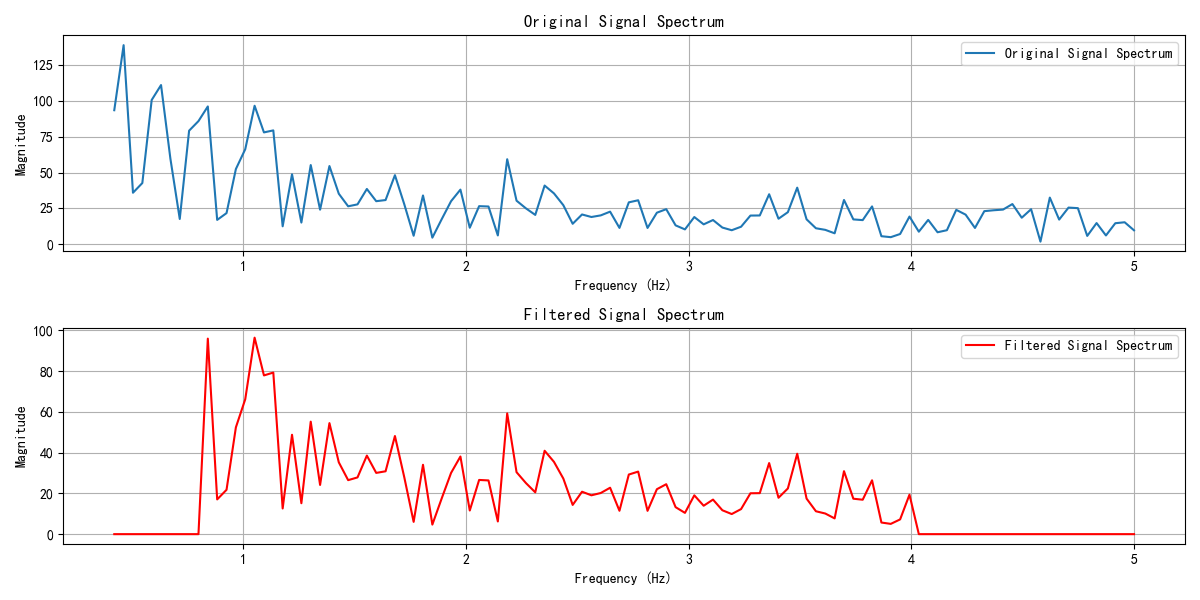 Original Signal Spectrum
Original Signal Spectrum
Magnitude
125
100
75
50
25
0
1 2 3 4 5
Frequency (Hz)
Filtered Signal Spectrum
Filtered Signal Spectrum
Magnitude
100
80
60
40
20
0
1 2 3 4 5
Frequency (Hz)